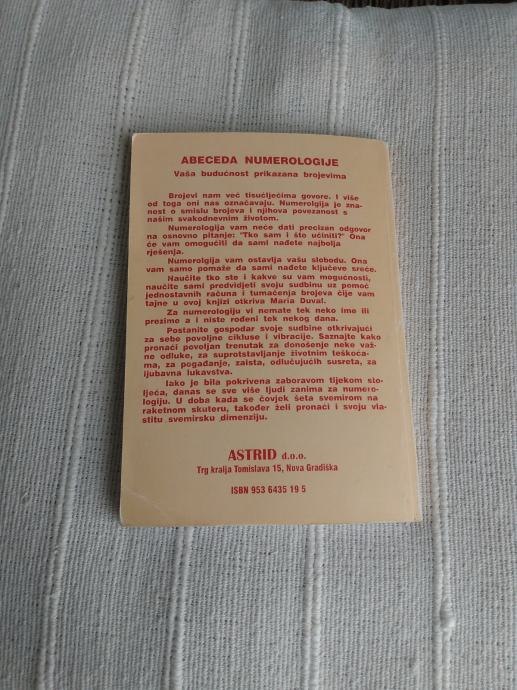 ABECEDA NUMEROLOGIJE
Vaša budućnost prikazana brojevima
Brojevi nam već tisućljećima govore. I više
od toga oni nas označavaju. Numerolgija je zna-
nost o smislu brojeva i njihova povezanost s
našim svakodnevnim životom.
Numerologija vam neće dati precizan odgovor
na osnovno pitanje: "Tko sam i što učiniti?" Ona
će vam omogućiti da sami nađete najbolja
rješenja.
Numerolgija vam ostavlja vašu slobodu. Ona
vam samo pomaže da sami nađete ključeve sreće.
Naučite tko ste i kakve su vam mogućnosti,
naučite sami predvidjeti svoju sudbinu uz pomoć
jednostavnih računa i tumačenja brojeva čije vam
tajne u ovoj knjizi otkriva Maria Duval.
Za numerologiju vi nemate tek neko ime ili
prezime a i niste rođeni tek nekog dana.
Postanite gospodar svoje sudbine otkrivajući
za sebe povoljne cikluse i vibracije. Saznajte kako
pronaći povoljan trenutak za donošenje neke važ-
ne odluke, za suprotstavljanje životnim teškoća-
ma, za pogađanje, zaista, odlučujućih susreta, za
ljubavna lukavstva.
Iako je bila pokrivena zaboravom tijekom sto-
ljeća, danas se sve više ljudi zanima za numero-
logiju. U doba kada se čovjek šeta svemirom na
raketnom skuteru, također želi pronaći i svoju vla-
stitu svemirsku dimenziju.
ASTRID d.o.o.
Trg kralja Tomislava 15, Nova Gradiška
ISBN 953 6435 19 5